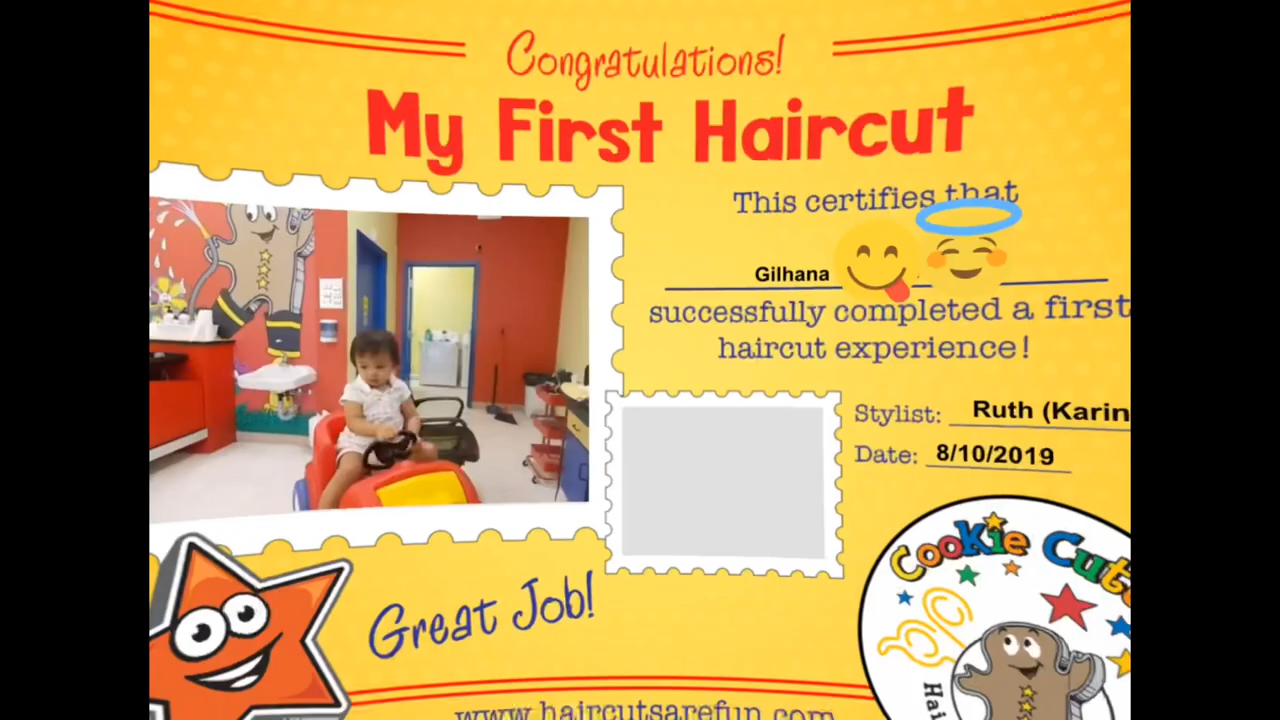 Congratulations!
My First Haircut
This certifies that
Gilhana
successfully completed a first
haircut experience!
Stylist: Ruth (Karin
Date: 8/10/2019
Cookie Cut
Hai
Great Job!
www.haircutsarefun.com